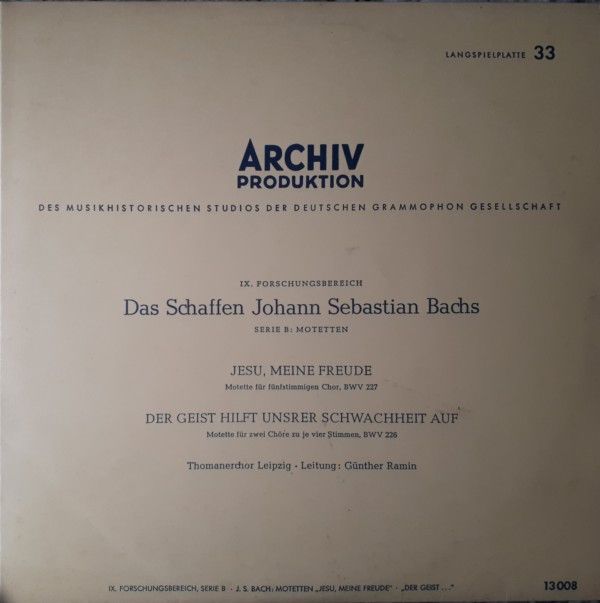 LANGSPIELPLATTE 33
ARCHIV
PRODUKTION
DES MUSIKHISTORISCHEN STUDIOS DER DEUTSCHEN GRAMMOPHON GESELLSCHAFT
IX. FORSCHUNGSBEREICH
Das Schaffen Johann Sebastian Bachs
SERIE B: MOTETTEN
JESU, MEINE FREUDE
Motette für fünfstimmigen Chor, BWV 227
DER GEIST HILFT UNSRER SCHWACHHEIT AUF
Motette für zwei Chöre zu je vier Stimmen, BWV 226
Thomanerchor Leipzig · Leitung: Günther Ramin
IX. FORSCHUNGSBEREICH, SERIE B · J. S. BACH: MOTETTEN „JESU, MEINE FREUDE" · „DER GEIST ..." 13008